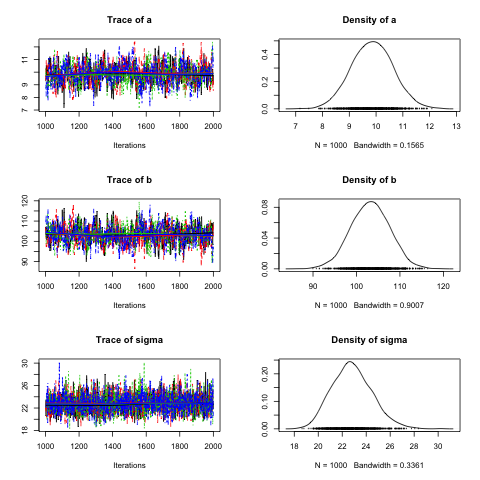 Trace of a
7 8 9 10 11
1000 1200 1400 1600 1800 2000
Iterations
Density of a
0.0 0.2 0.4
6 7 8 9 10 11 12 13
N = 1000 Bandwidth = 0.1565
Trace of b
90 100 110 120
1000 1200 1400 1600 1800 2000
Iterations
Density of b
0.00 0.04 0.08
90 100 110 120
N = 1000 Bandwidth = 0.9007
Trace of sigma
18 22 26 30
1000 1200 1400 1600 1800 2000
Iterations
Density of sigma
0.00 0.10 0.20
18 20 22 24 26 28 30
N = 1000 Bandwidth = 0.3361